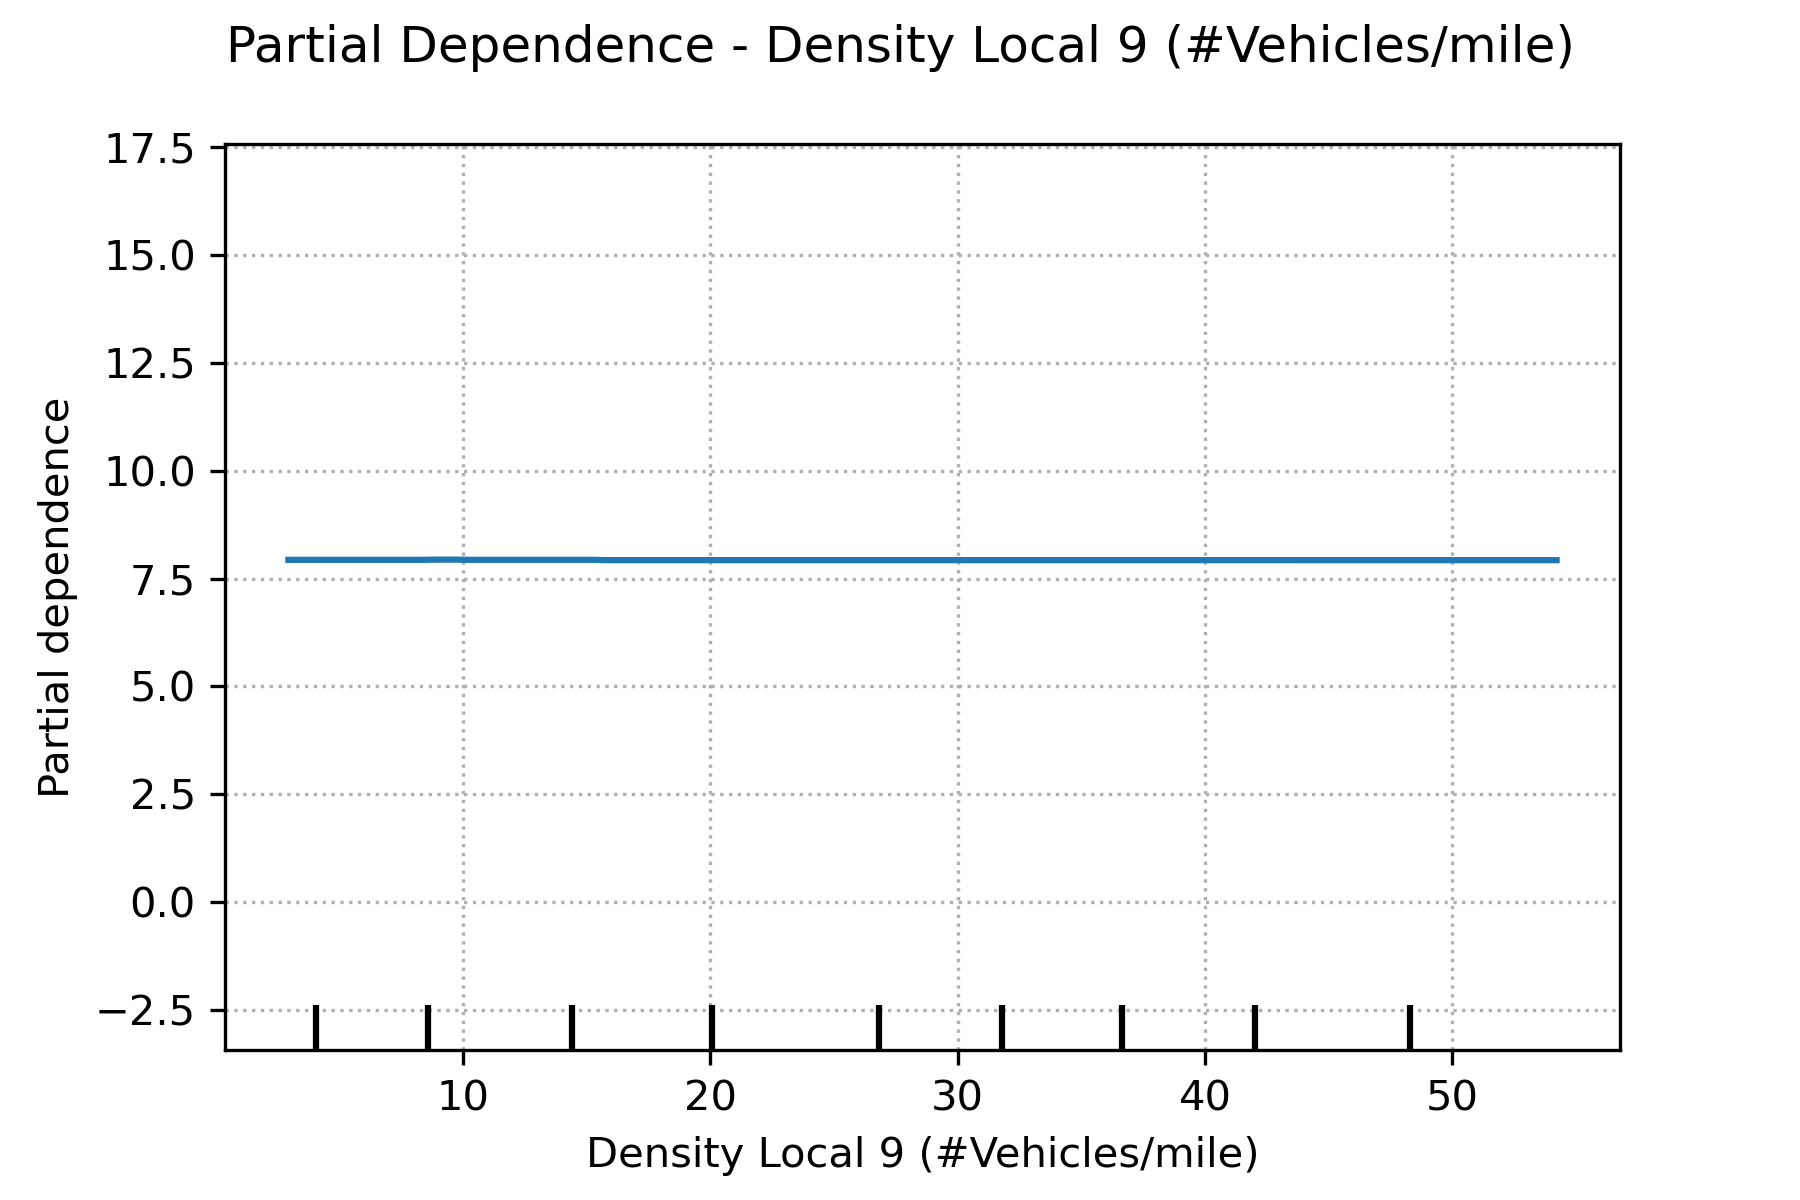 Partial Dependence - Density Local 9 (#Vehicles/mile)
17.5
15.0
12.5
10.0
7.5
5.0
2.5
0.0
−2.5
Partial dependence
10 20 30 40 50
Density Local 9 (#Vehicles/mile)